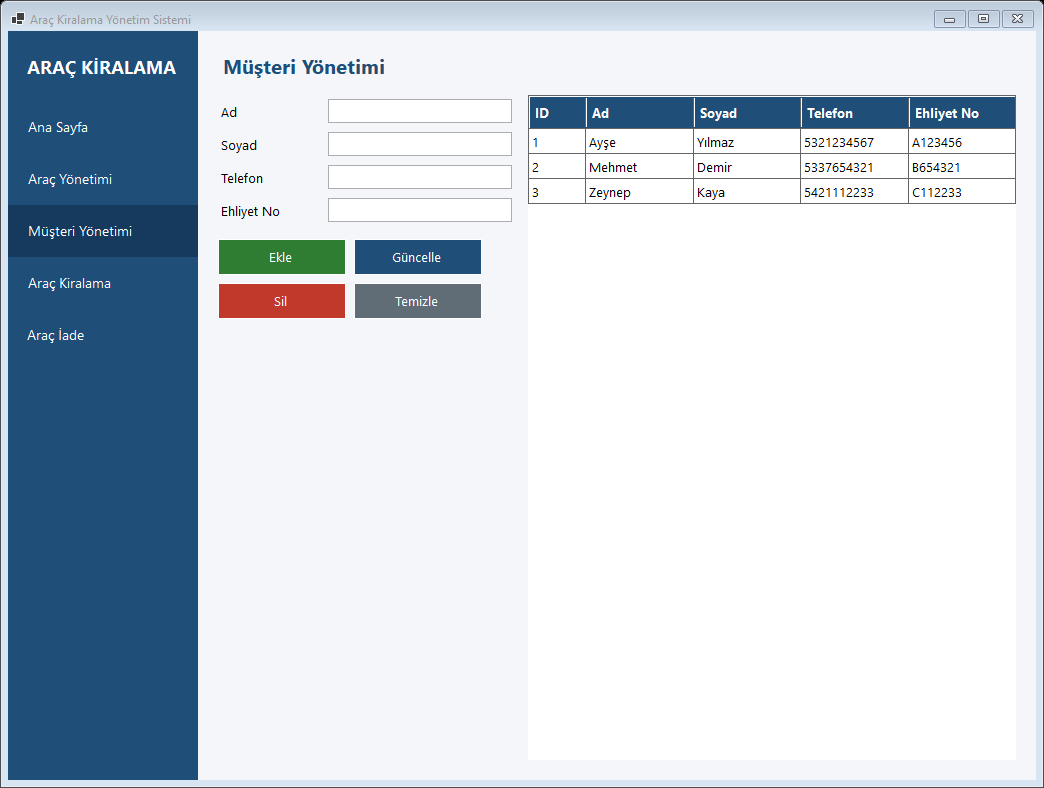 Araç Kiralama Yönetim Sistemi
ARAÇ KİRALAMA
Ana Sayfa
Araç Yönetimi
Müşteri Yönetimi
Araç Kiralama
Araç İade
Müşteri Yönetimi
Ad
Soyad
Telefon
Ehliyet No
Ekle Güncelle
Sil Temizle
ID Ad Soyad Telefon Ehliyet No
1 Ayşe Yılmaz 5321234567 A123456
2 Mehmet Demir 5337654321 B654321
3 Zeynep Kaya 5421112233 C112233